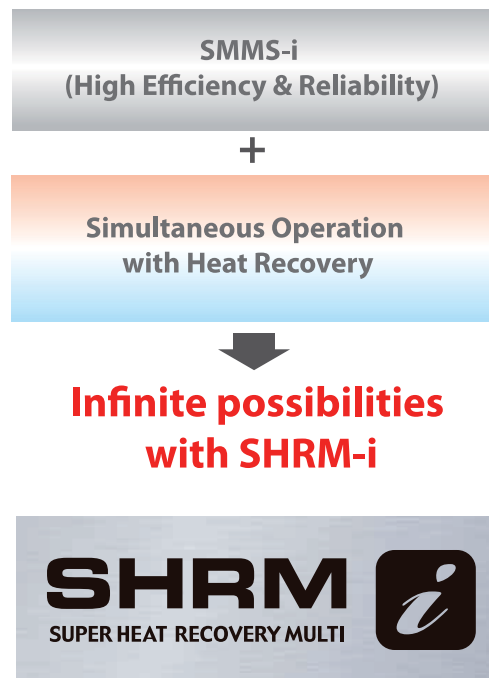 SMMS-i
(High Efficiency & Reliability)
+
Simultaneous Operation
with Heat Recovery
Infinite possibilities
with SHRM-i
SHRM i
SUPER HEAT RECOVERY MULTI